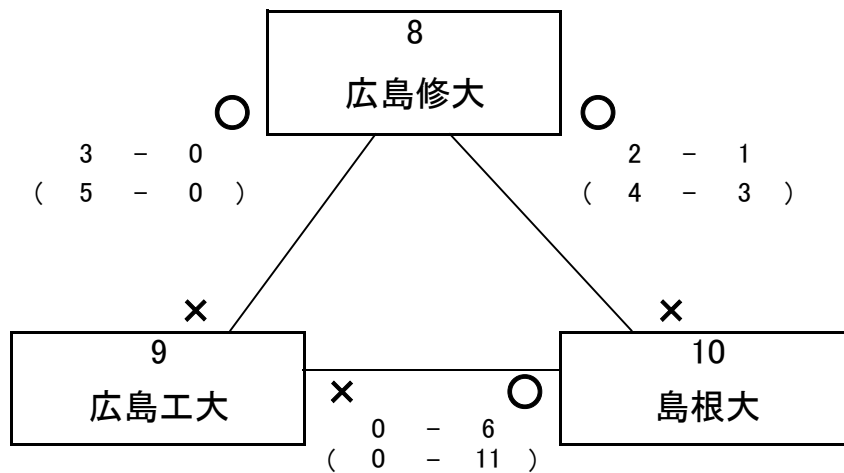 8
広島修大
○ ○
3 － 0
( 5 － 0 )
2 － 1
( 4 － 3 )
× ×
9
広島工大
10
島根大
× ○
0 － 6
( 0 － 11 )